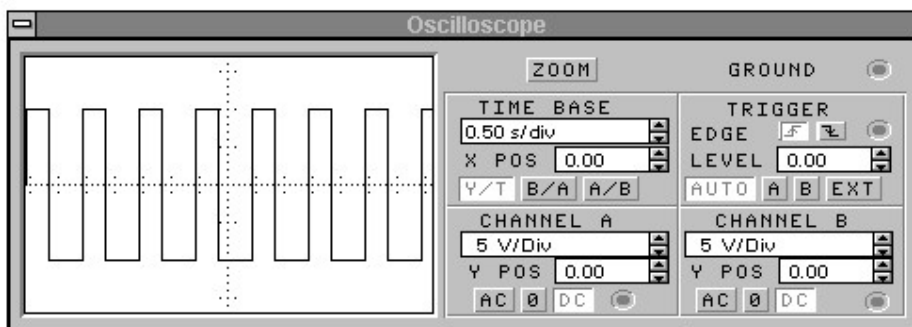 Oscilloscope
ZOOM
GROUND
TIME BASE
0.50 s/div
X POS 0.00
Y/T B/A A/B
TRIGGER
EDGE
LEVEL 0.00
AUTO A B EXT
CHANNEL A
5 V/Div
Y POS 0.00
AC 0 DC
CHANNEL B
5 V/Div
Y POS 0.00
AC 0 DC